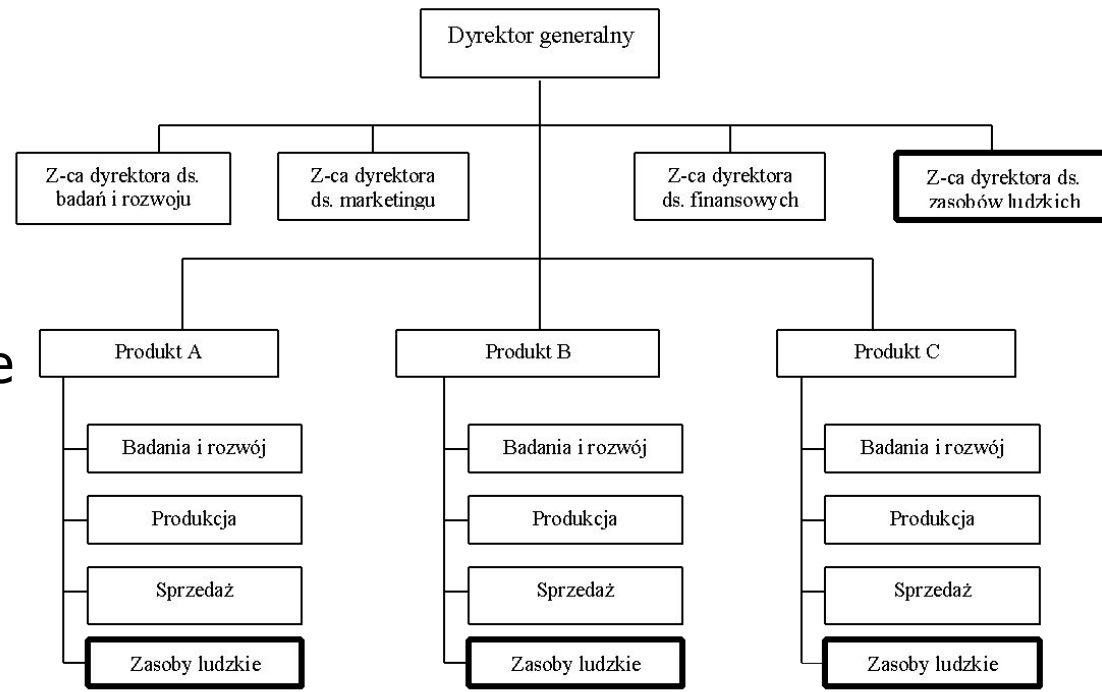 Dyrektor generalny
Z-ca dyrektora ds.
badań i rozwoju
Z-ca dyrektora
ds. marketingu
Z-ca dyrektora
ds. finansowych
Z-ca dyrektora ds.
zasobów ludzkich
e
Produkt A
Produkt B
Produkt C
Badania i rozwój
Produkcja
Sprzedaż
Zasoby ludzkie
Badania i rozwój
Produkcja
Sprzedaż
Zasoby ludzkie
Badania i rozwój
Produkcja
Sprzedaż
Zasoby ludzkie